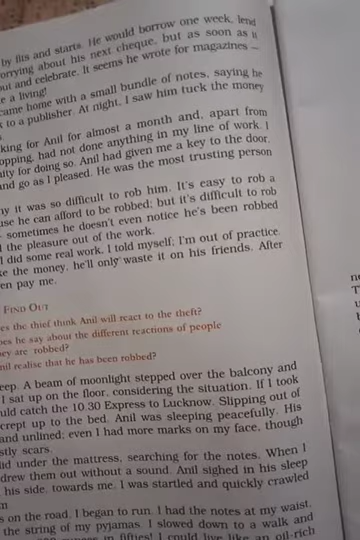 by fits and starts. He would borrow one week, lend
orrying about his next cheque, but as soon as it
out and celebrate. It seems he wrote for magazines —
e a living!
came home with a small bundle of notes, saying he
to a publisher. At night, I saw him tuck the money
king for Anil for almost a month and, apart from
opping, had not done anything in my line of work. I
ity for doing so. Anil had given me a key to the door,
and go as I pleased. He was the most trusting person
hy it was so difficult to rob him. It's easy to rob a
use he can afford to be robbed; but it's difficult to rob
sometimes he doesn't even notice he's been robbed
the pleasure out of the work.
I did some real work, I told myself; I'm out of practice.
ke the money, he'll only waste it on his friends. After
en pay me.
FIND OUT
es the thief think Anil will react to the theft?
oes he say about the different reactions of people
ey are robbed?
nil realise that he has been robbed?
eep. A beam of moonlight stepped over the balcony and
I sat up on the floor, considering the situation. If I took
uld catch the 10.30 Express to Lucknow. Slipping out of
crept up to the bed. Anil was sleeping peacefully. His
and unlined; even I had more marks on my face, though
stly scars.
lid under the mattress, searching for the notes. When I
drew them out without a sound. Anil sighed in his sleep
his side, towards me. I was startled and quickly crawled
m
s on the road, I began to run. I had the notes at my waist,
the string of my pyjamas. I slowed down to a walk and
in fifties! I could live like an oil-rich